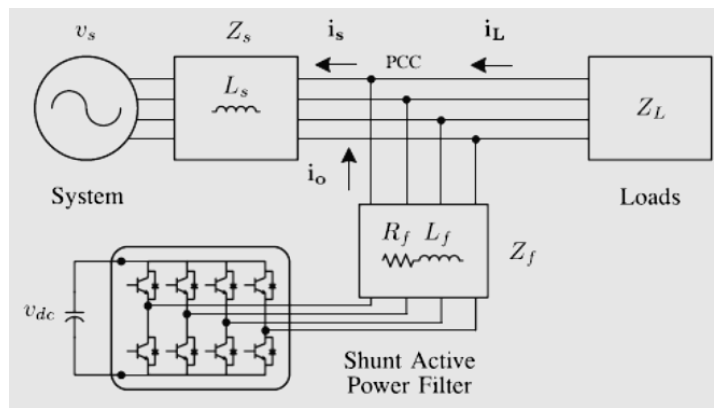 v_s
Z_s
i_s
i_L
PCC
L_s
Z_L
i_o
System
Loads
R_f L_f
Z_f
v_dc
Shunt Active
Power Filter